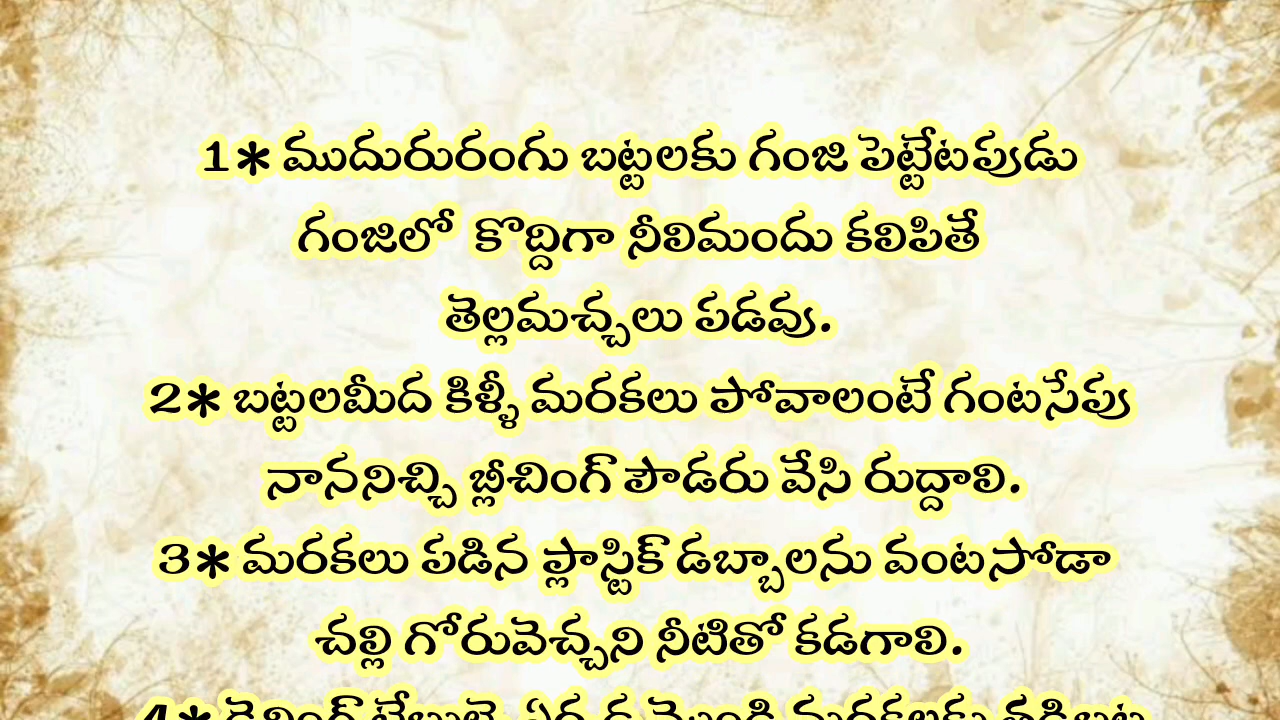 1* ముదురురంగు బట్టలకు గంజి పెట్టేటపుడు
గంజిలో కొద్దిగా నీలిమందు కలిపితే
తెల్లమచ్చలు పడవు.
2* బట్టలమీద కిళ్ళీ మరకలు పోవాలంటే గంటసేపు
నాననిచ్చి బ్లీచింగ్ పౌడరు వేసి రుద్దాలి.
3* మరకలు పడిన ప్లాస్టిక్ డబ్బాలను వంటసోడా
చల్లి గోరువెచ్చని నీటితో కడగాలి.
4*